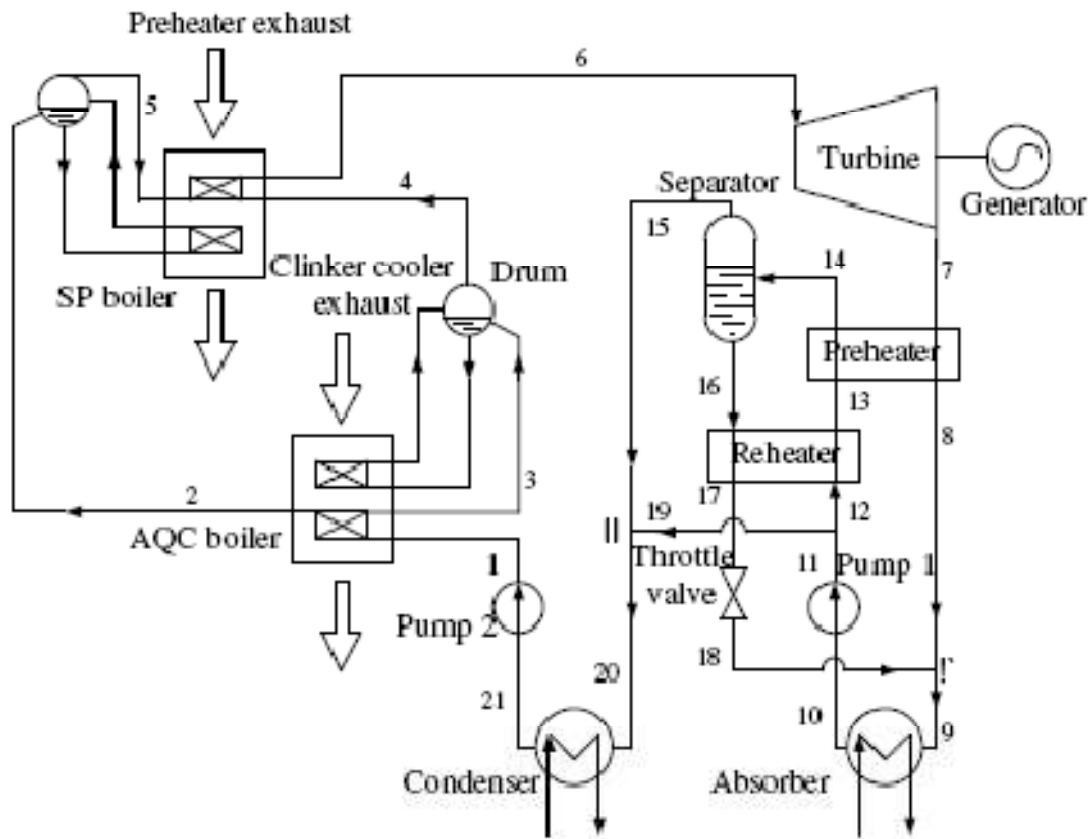 Preheater exhaust
6
5
Turbine
Separator
4
Generator
15
14
7
Clinker cooler
exhaust
Drum
SP boiler
Preheater
16
13
8
Reheater
3
17
2
12
19
AQC boiler
Throttle
valve
11
Pump 1
1
Pump 2
18
20
21
10
9
Condenser
Absorber